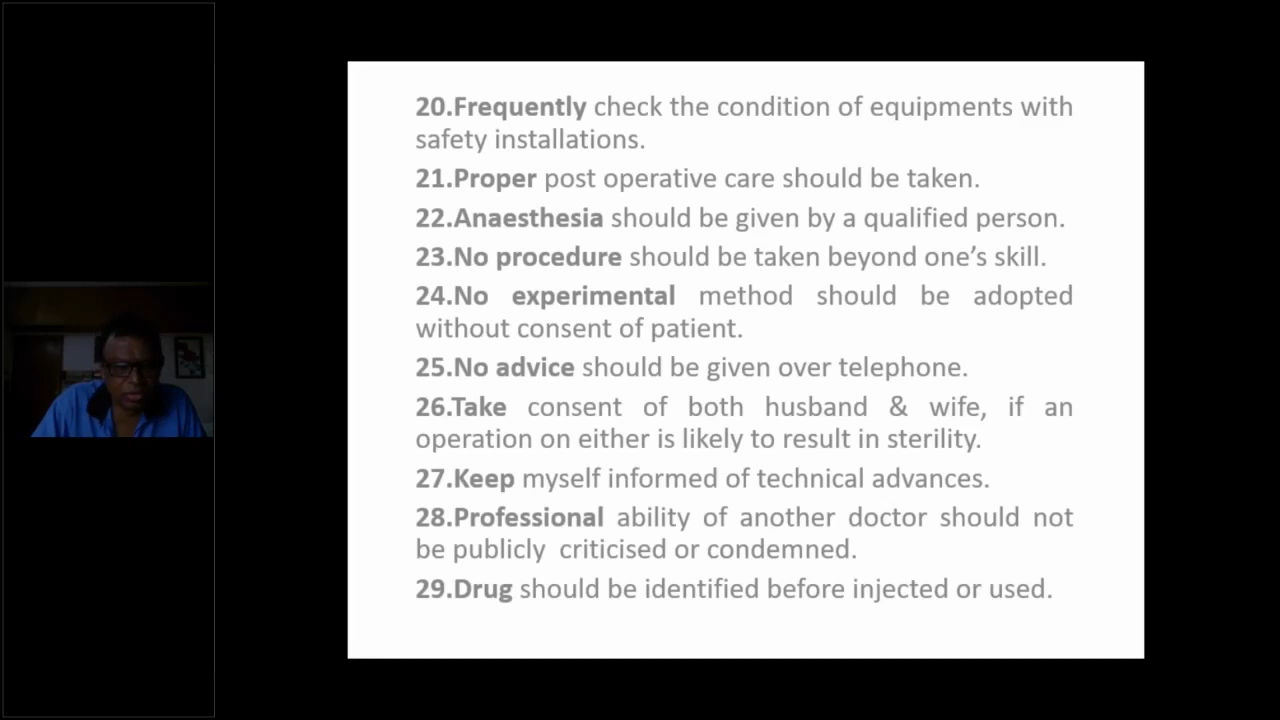 20.Frequently check the condition of equipments with
safety installations.
21.Proper post operative care should be taken.
22.Anaesthesia should be given by a qualified person.
23.No procedure should be taken beyond one’s skill.
24.No experimental method should be adopted
without consent of patient.
25.No advice should be given over telephone.
26.Take consent of both husband & wife, if an
operation on either is likely to result in sterility.
27.Keep myself informed of technical advances.
28.Professional ability of another doctor should not
be publicly criticised or condemned.
29.Drug should be identified before injected or used.